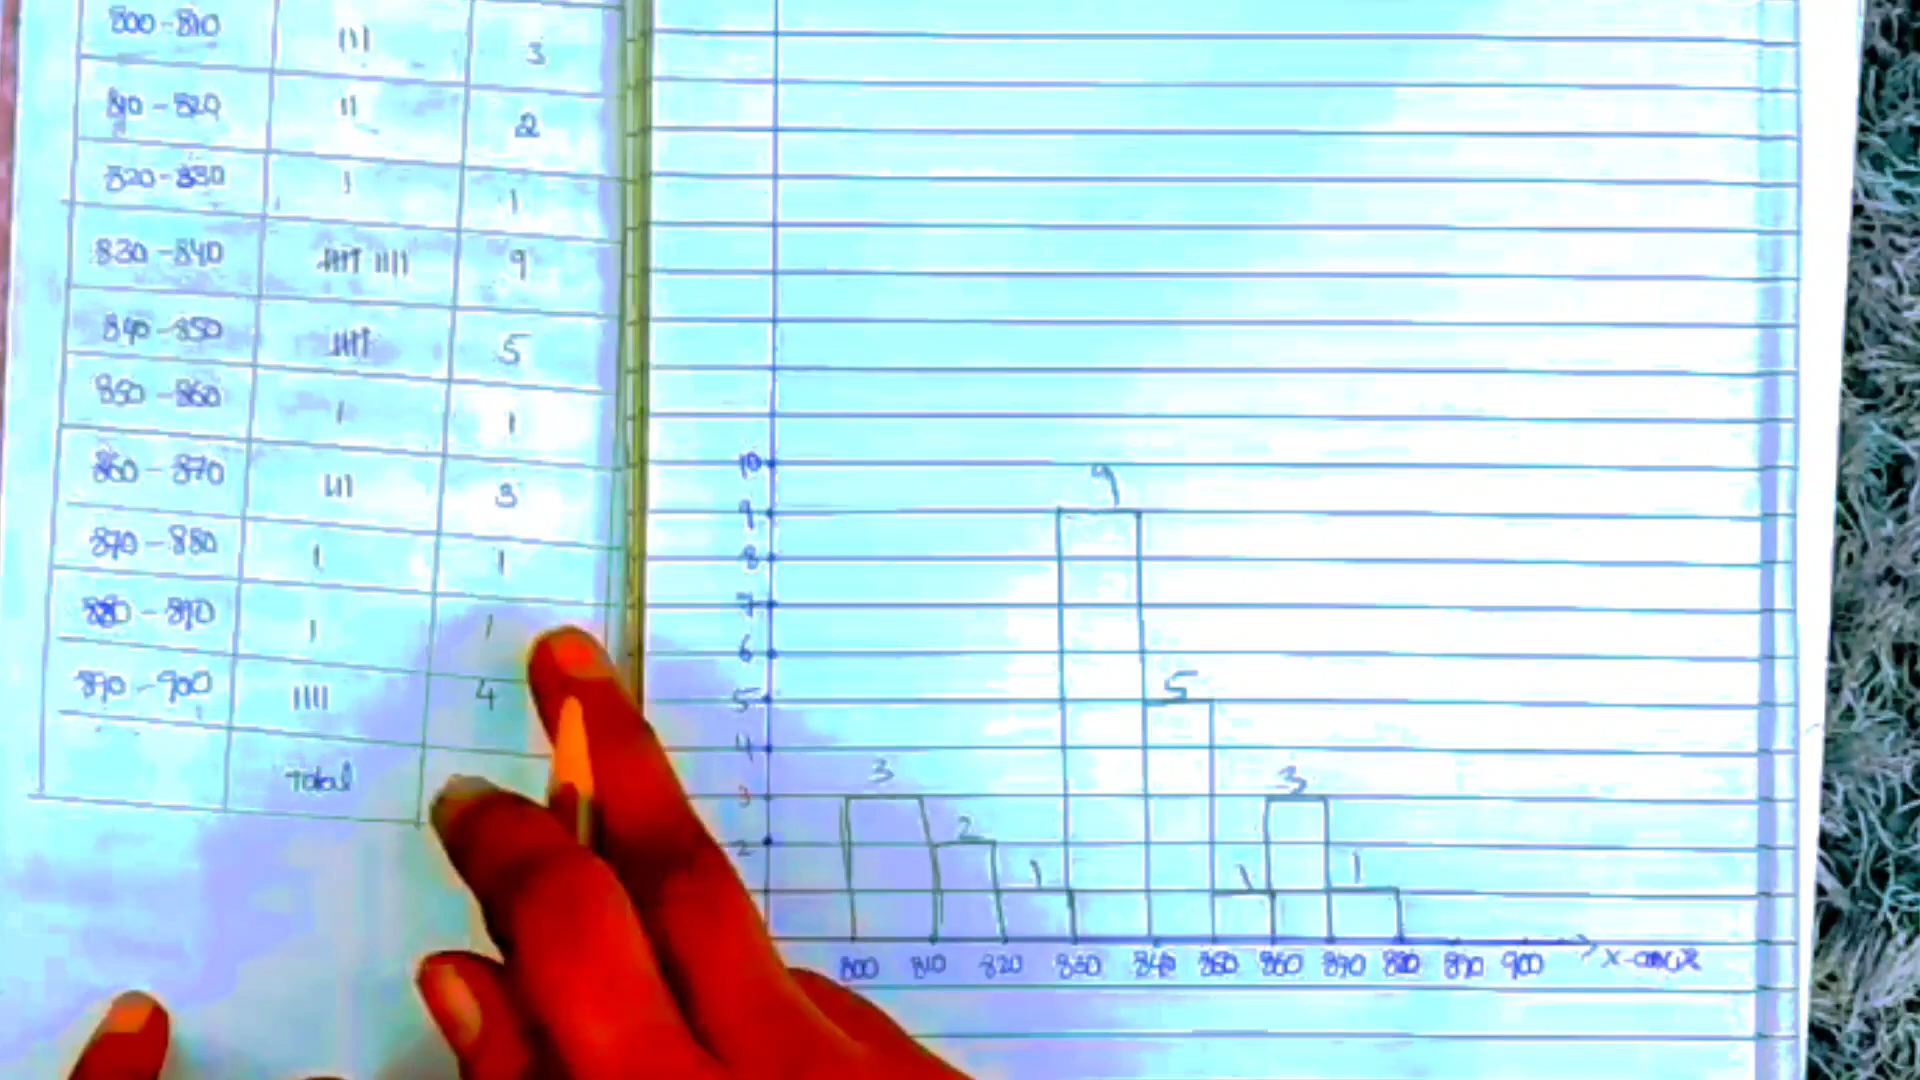 800-810 ||| 3
810-820 || 2
820-830 | 1
830-840 |||| |||| 9
840-850 |||| 5
850-860 | 1
860-870 ||| 3
870-880 | 1
880-890 | 1
890-900 |||| 4
Total
10
9
8
7
6
5
4
3
2
3
2
1
9
5
1
3
1
800 810 820 830 840 850 860 870 880 890 900 x-axis